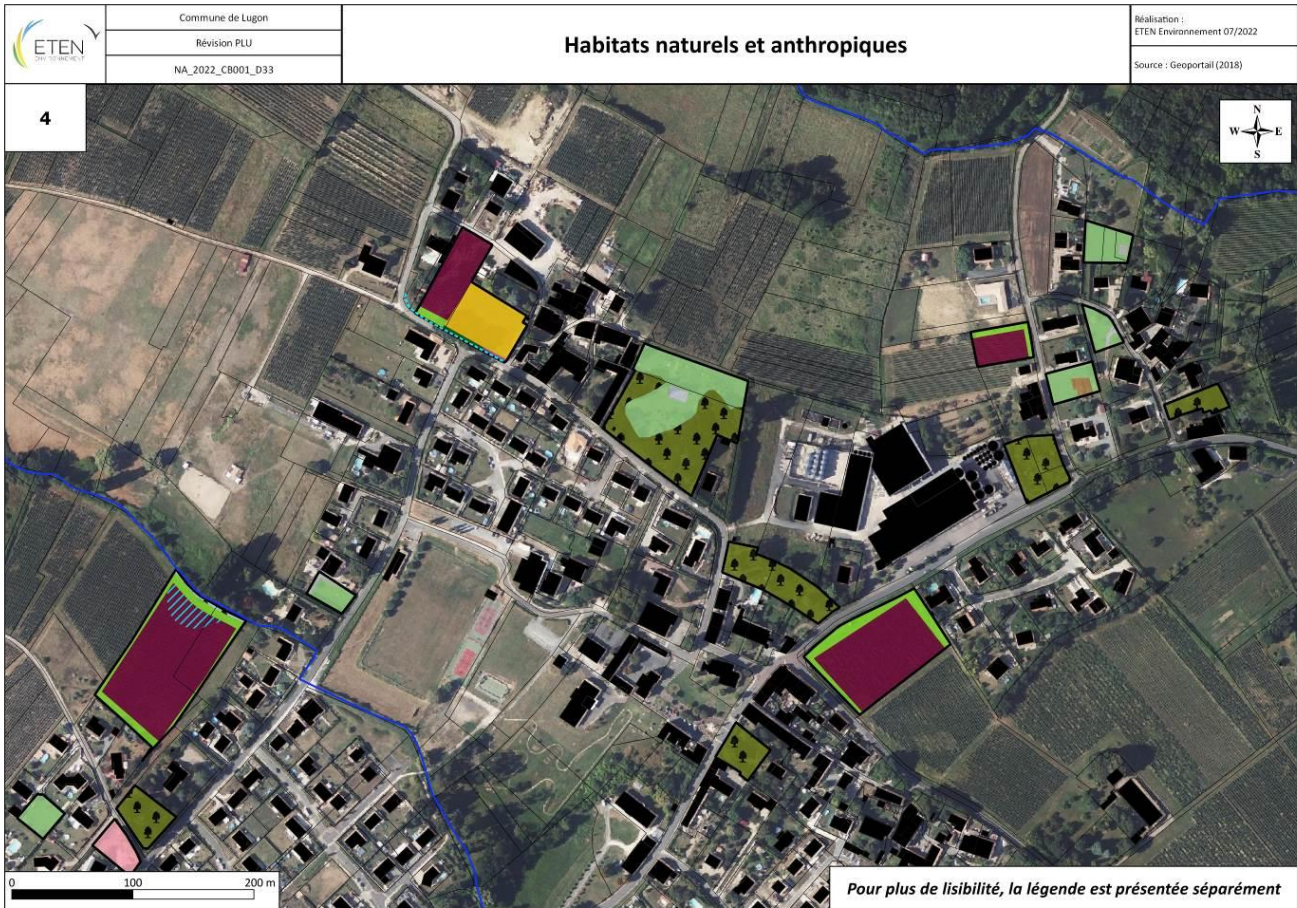 ETEN
ENVIRONNEMENT
Commune de Lugon
Révision PLU
NA_2022_CB001_D33
Habitats naturels et anthropiques
Réalisation :
ETEN Environnement 07/2022
Source : Geoportail (2018)
4
N
W E
S
0 100 200 m
Pour plus de lisibilité, la légende est présentée séparément